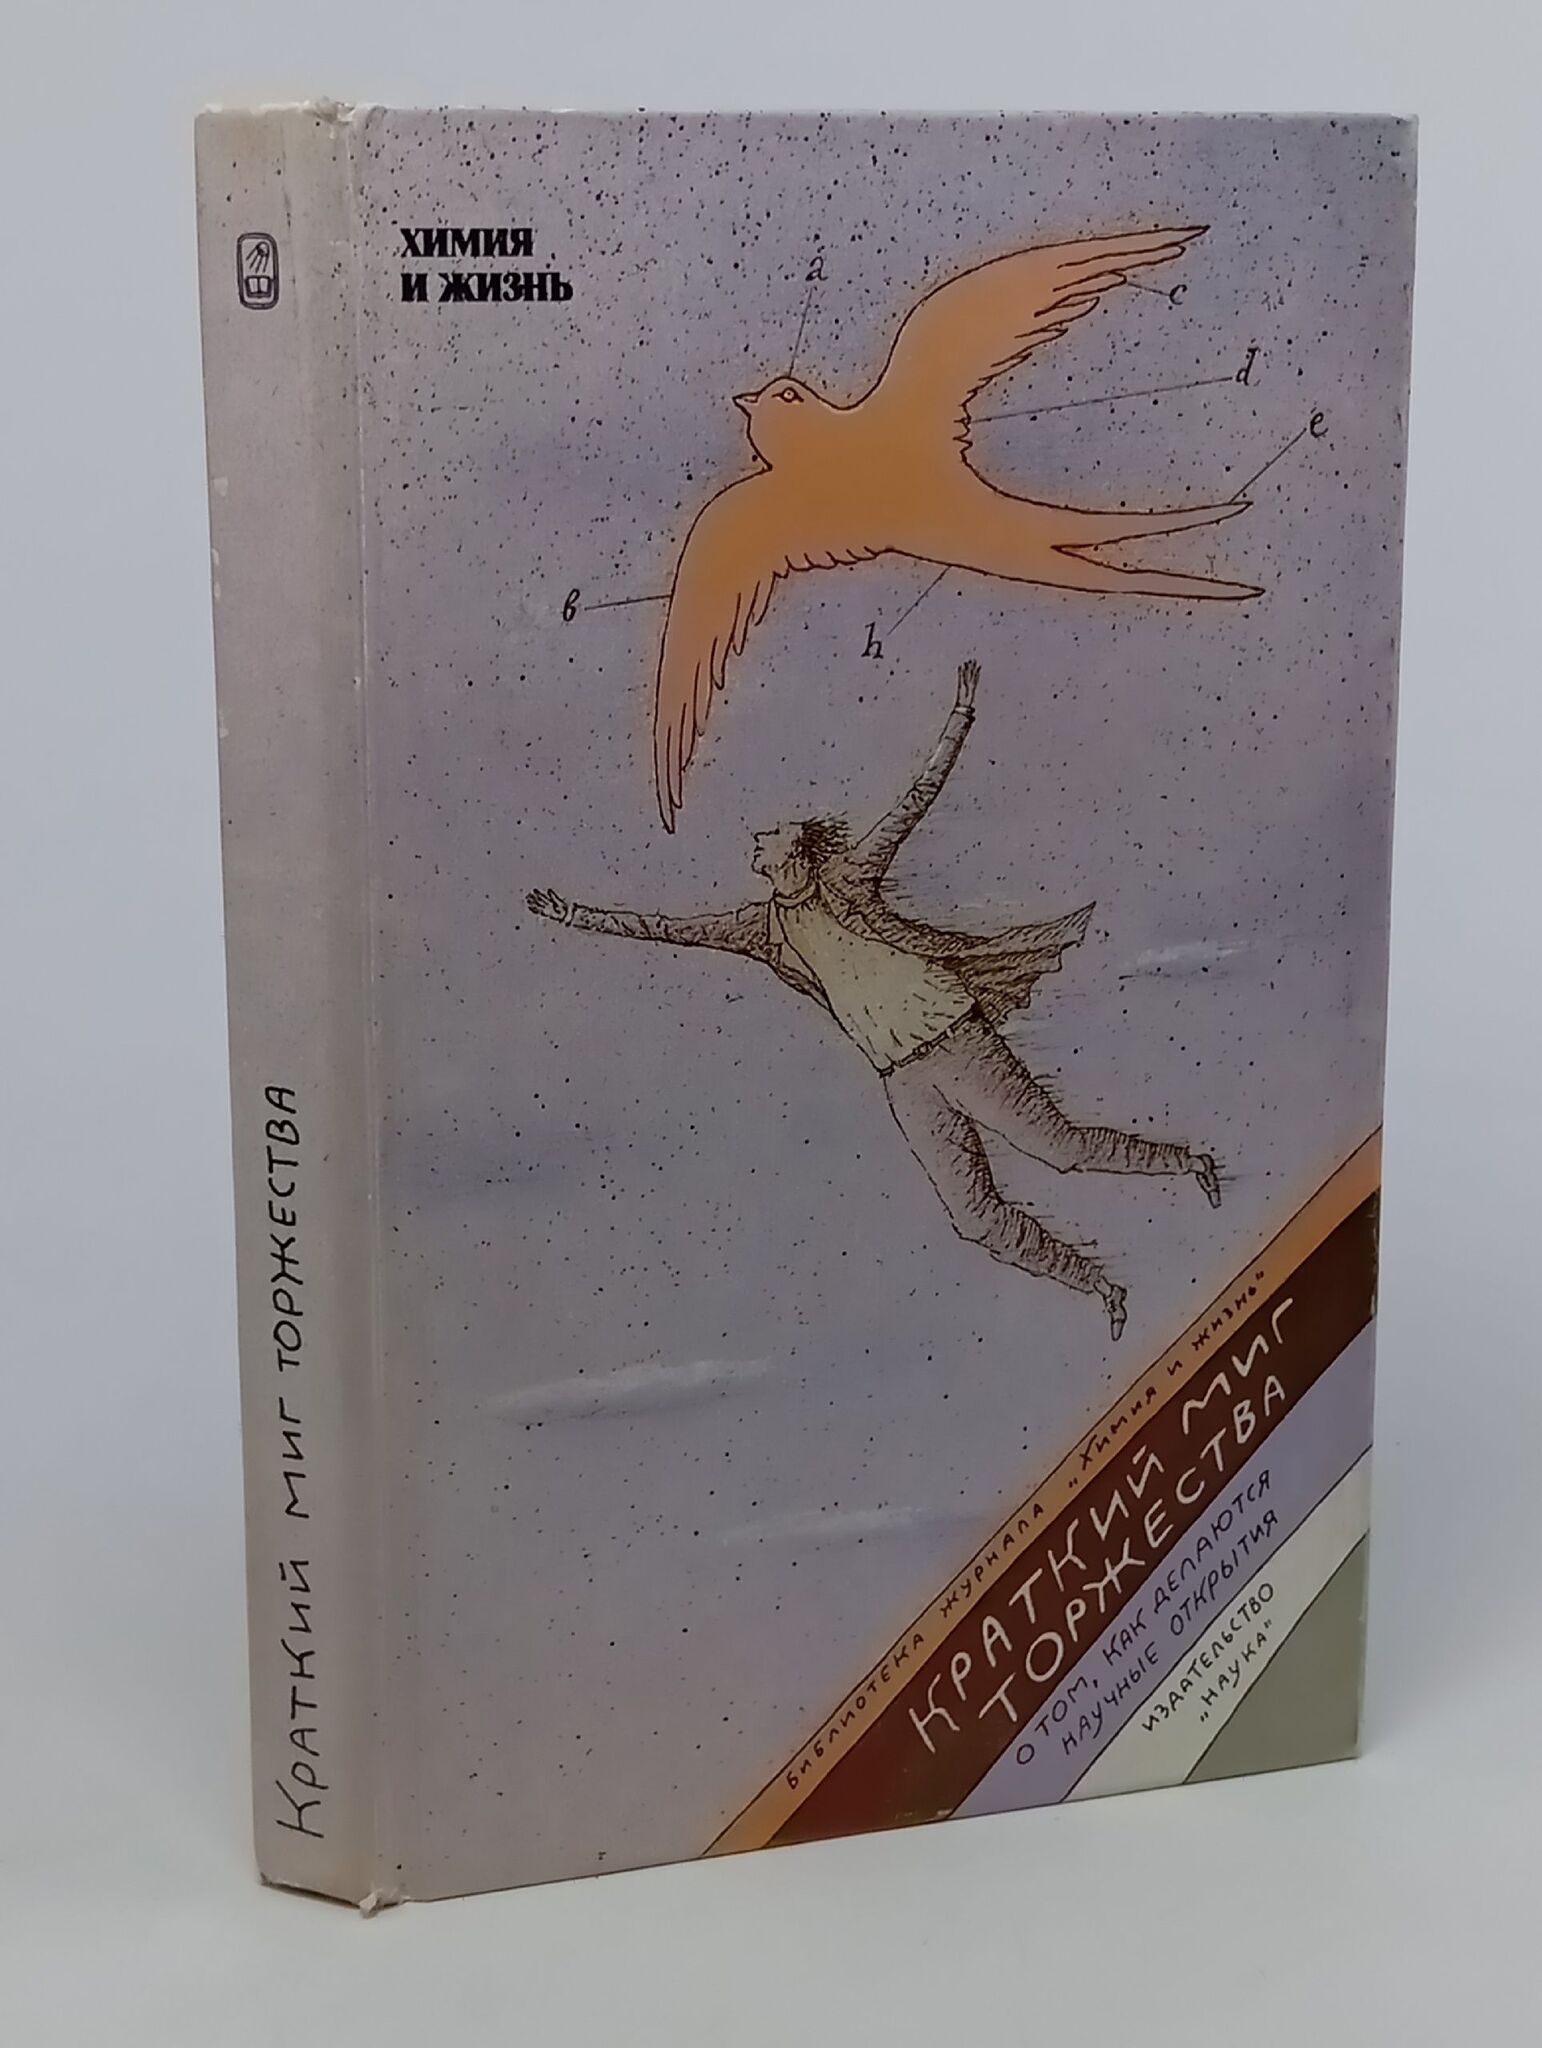 КРАТКИЙ МИГ ТОРЖЕСТВА
ХИМИЯ
И ЖИЗНЬ
a
c
d
e
в
h
БИБЛИОТЕКА ЖУРНАЛА „ХИМИЯ И ЖИЗНЬ“
КРАТКИЙ МИГ
ТОРЖЕСТВА
О ТОМ, КАК ДЕЛАЮТСЯ
НАУЧНЫЕ ОТКРЫТИЯ
ИЗДАТЕЛЬСТВО
„НАУКА“